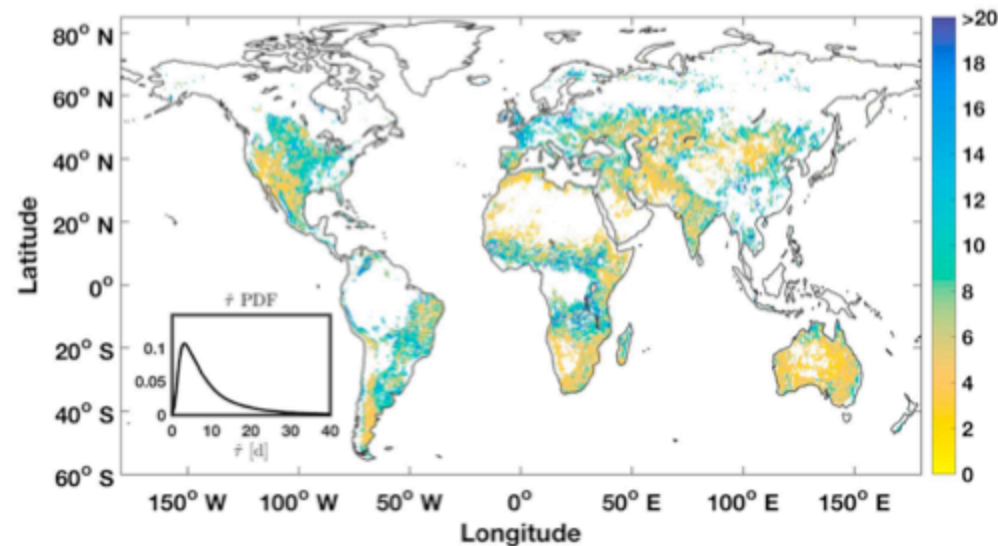 80° N
60° N
40° N
20° N
0°
20° S
40° S
60° S
Latitude
150° W
100° W
50° W
0°
50° E
100° E
150° E
Longitude
>20
18
16
14
12
10
8
6
4
2
0
τ̂ PDF
0.1
0.05
0
0
10
20
30
40
τ̂ [d]